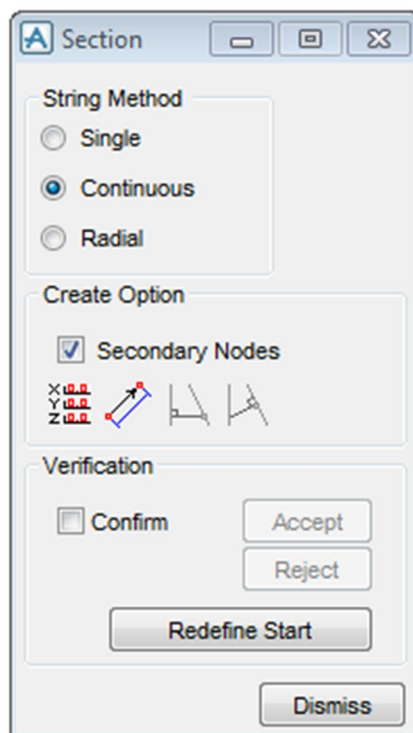 Section
String Method
Single
Continuous
Radial
Create Option
Secondary Nodes
X
Y
Z
Verification
Confirm
Accept
Reject
Redefine Start
Dismiss